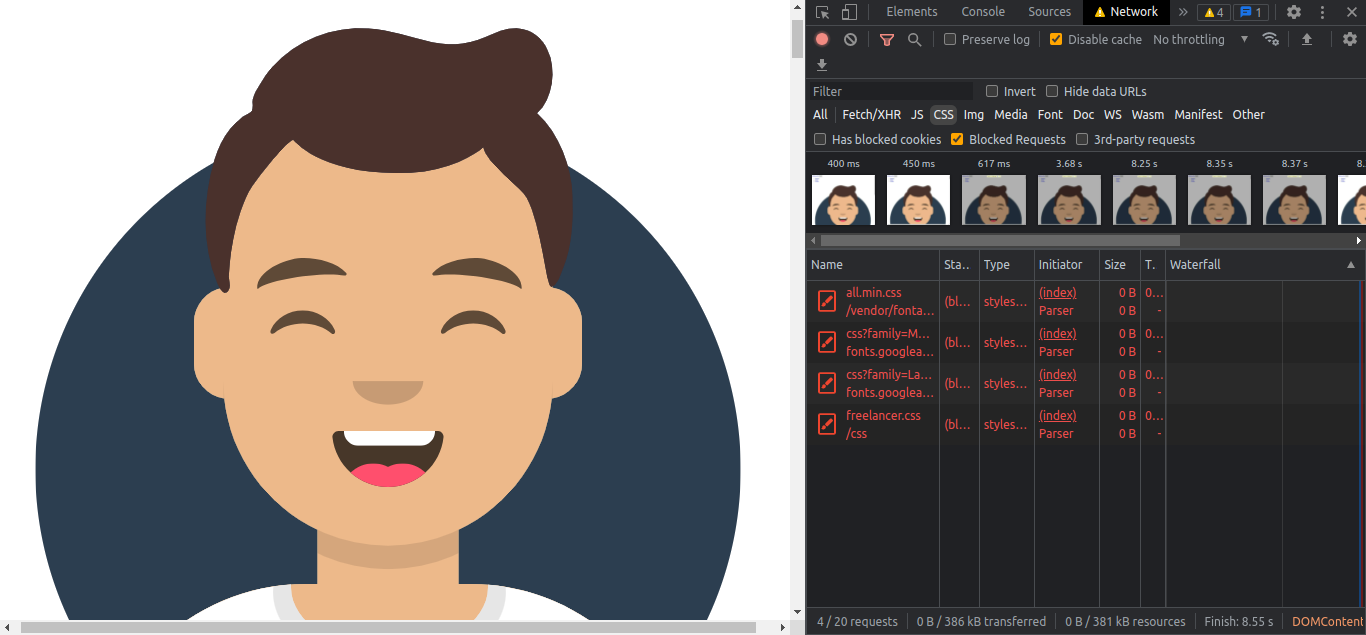 Elements Console Sources Network 4 1
Preserve log Disable cache No throttling
Filter Invert Hide data URLs
All Fetch/XHR JS CSS Img Media Font Doc WS Wasm Manifest Other
Has blocked cookies Blocked Requests 3rd-party requests
400 ms 450 ms 617 ms 3.68 s 8.25 s 8.35 s 8.37 s 8.
Name Sta.. Type Initiator Size T. Waterfall
all.min.css (index) 0 B 0...
(bl... styles...
/vendor/fonta... Parser 0 B -
css?family=M... (index) 0 B 0...
(bl... styles...
fonts.googlea... Parser 0 B -
css?family=La... (index) 0 B 0...
(bl... styles...
fonts.googlea... Parser 0 B -
freelancer.css (index) 0 B 0...
(bl... styles...
/css Parser 0 B -
4 / 20 requests 0 B / 386 kB transferred 0 B / 381 kB resources Finish: 8.55 s DOMContent